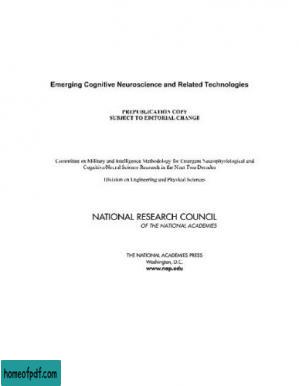 Emerging Cognitive Neuroscience and Related Technologies
PREPUBLICATION COPY
SUBJECT TO EDITORIAL CHANGE
Committee on Military and Intelligence Methodology for Emergent Neurophysiological and
Cognitive/Neural Science Research in the Next Two Decades
Division on Engineering and Physical Sciences
NATIONAL RESEARCH COUNCIL
OF THE NATIONAL ACADEMIES
THE NATIONAL ACADEMIES PRESS
Washington, D.C.
www.nap.edu
homeofpdf.com